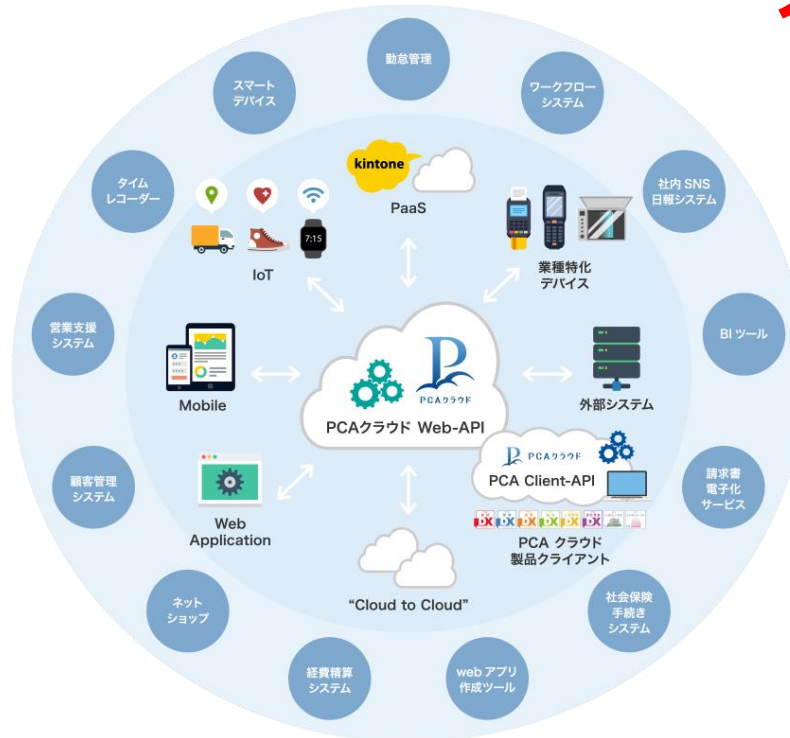 勤怠管理
スマート
デバイス
ワークフロー
システム
kintone
PaaS
タイム
レコーダー
社内 SNS
日報システム
7:15
IoT
業種特化
デバイス
営業支援
システム
BI ツール
Mobile
P
PCAクラウド
PCAクラウド Web-API
外部システム
P PCAクラウド
PCA Client-API
顧客管理
システム
請求書
電子化
サービス
Web
Application
DX DX DX DX DX DX
PCA クラウド
製品クライアント
“Cloud to Cloud”
ネット
ショップ
社会保険
手続き
システム
経費精算
システム
web アプリ
作成ツール